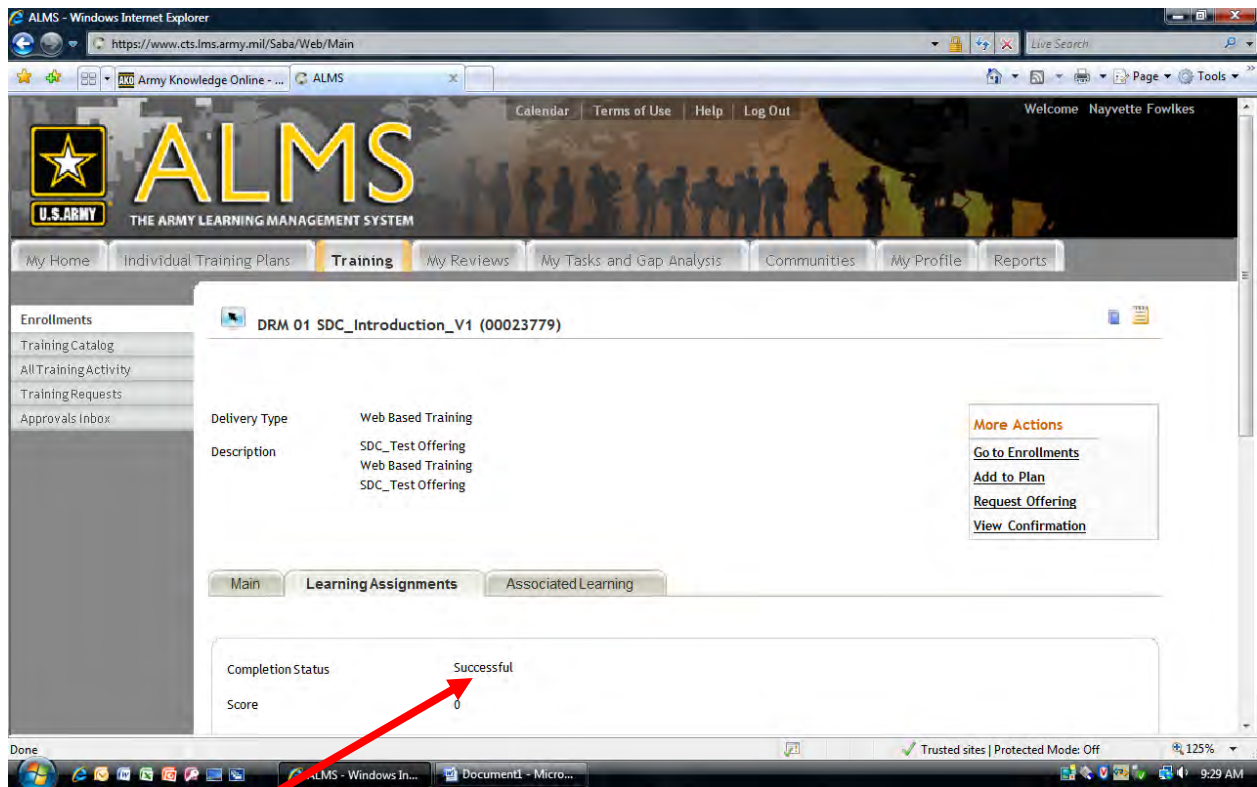 ALMS - Windows Internet Explorer
https://www.cts.lms.army.mil/Saba/Web/Main
Live Search
AKO Army Knowledge Online - ...
ALMS
Page
Tools
Calendar | Terms of Use | Help | Log Out
Welcome Nayvette Fowlkes
U.S.ARMY
ALMS
THE ARMY LEARNING MANAGEMENT SYSTEM
My Home
Individual Training Plans
Training
My Reviews
My Tasks and Gap Analysis
Communities
My Profile
Reports
Enrollments
Training Catalog
All Training Activity
Training Requests
Approvals Inbox
DRM 01 SDC_Introduction_V1 (00023779)
Delivery Type Web Based Training
Description SDC_Test Offering
Web Based Training
SDC_Test Offering
More Actions
Go to Enrollments
Add to Plan
Request Offering
View Confirmation
Main
Learning Assignments
Associated Learning
Completion Status Successful
Score 0
Done
Trusted sites | Protected Mode: Off
125%
ALMS - Windows In...
Document1 - Micro...
9:29 AM